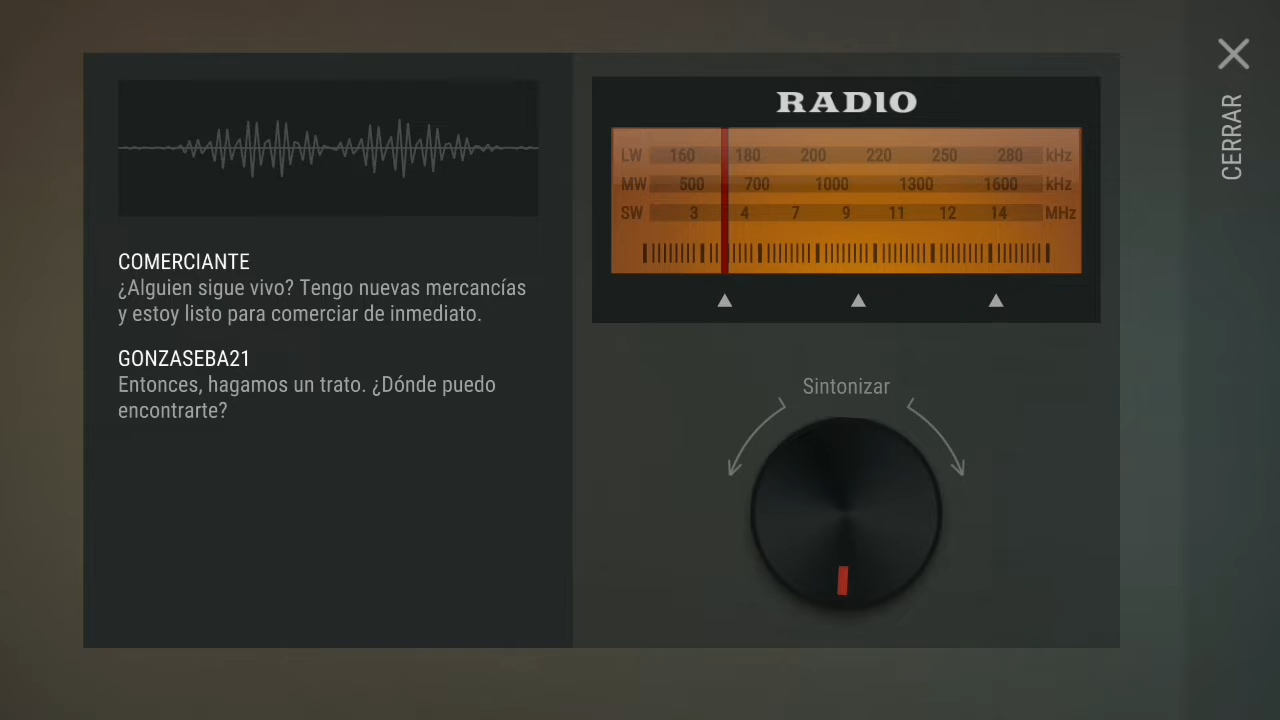 COMERCIANTE
¿Alguien sigue vivo? Tengo nuevas mercancías
y estoy listo para comerciar de inmediato.
GONZASEBA21
Entonces, hagamos un trato. ¿Dónde puedo
encontrarte?
RADIO
LW 160 180 200 220 250 280 kHz
MW 500 700 1000 1300 1600 kHz
SW 3 4 7 9 11 12 14 MHz
Sintonizar
CERRAR